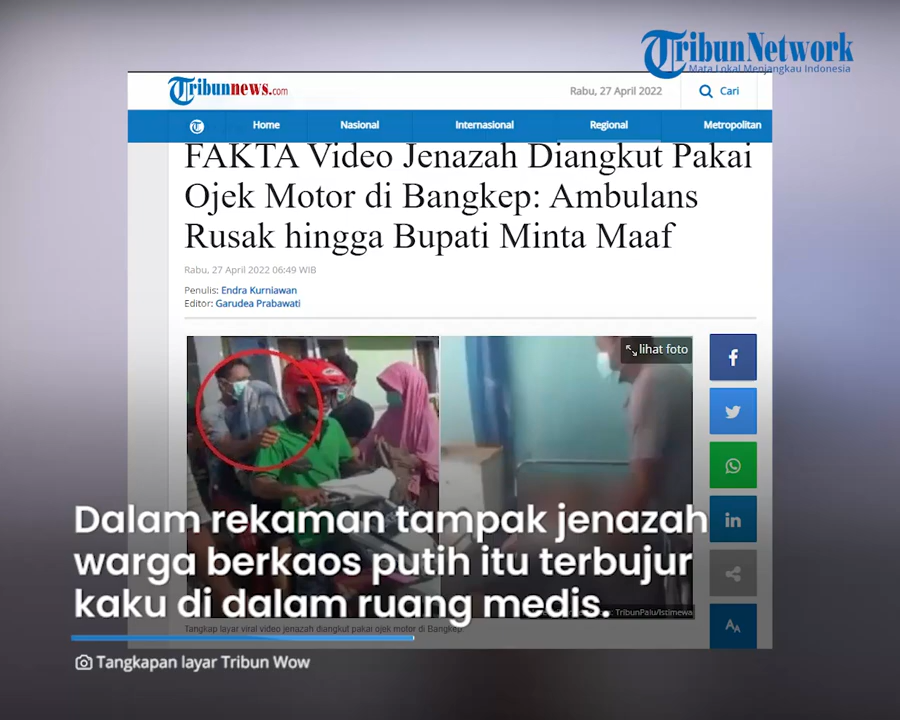 Tribun Network
Mata Lokal Menjangkau Indonesia
Tribunnews.com
Rabu, 27 April 2022
Cari
Home
Nasional
Internasional
Regional
Metropolitan
FAKTA Video Jenazah Diangkut Pakai
Ojek Motor di Bangkep: Ambulans
Rusak hingga Bupati Minta Maaf
Rabu, 27 April 2022 06:49 WIB
Penulis: Endra Kurniawan
Editor: Garudea Prabawati
lihat foto
Dalam rekaman tampak jenazah
warga berkaos putih itu terbujur
kaku di dalam ruang medis.
TribunPalu/Istimewa
Tangkap layar viral video jenazah diangkut pakai ojek motor di Bangkep.
AA
Tangkapan layar Tribun Wow